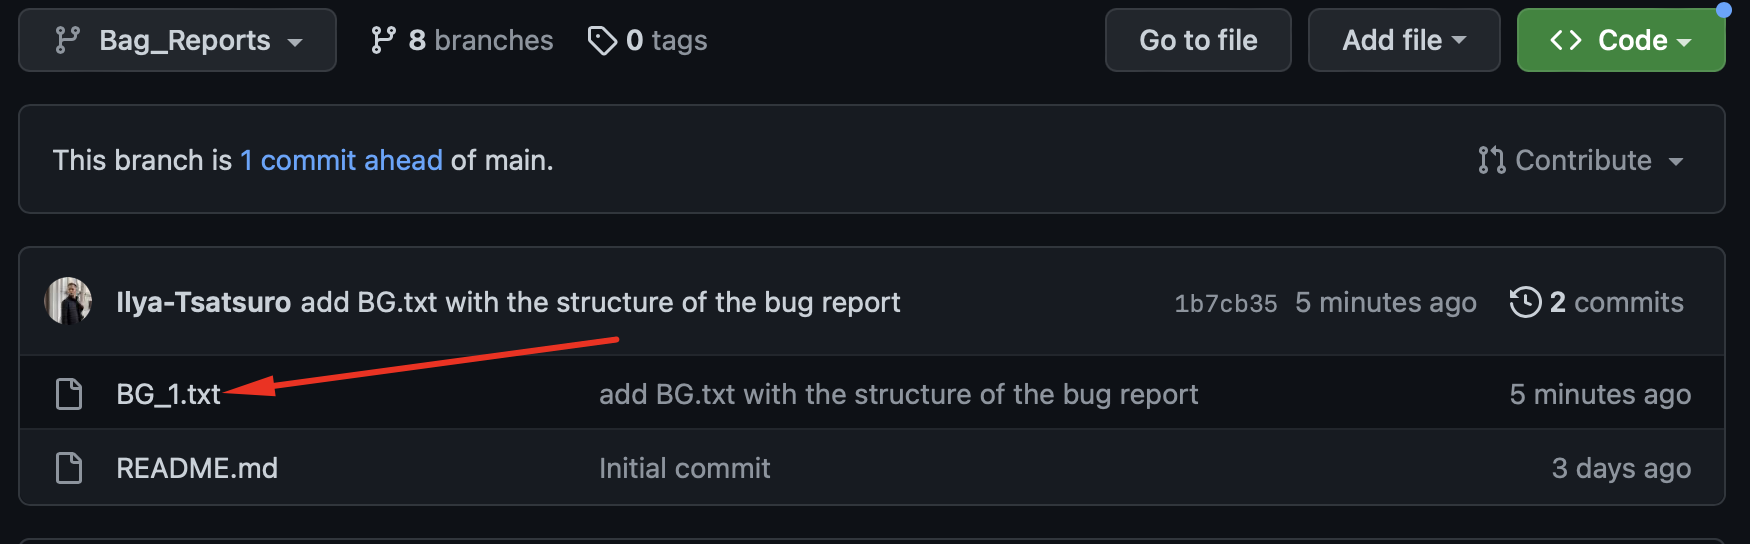 Bag_Reports 8 branches 0 tags Go to file Add file Code
This branch is 1 commit ahead of main. Contribute
Ilya-Tsatsuro add BG.txt with the structure of the bug report 1b7cb35 5 minutes ago 2 commits
BG_1.txt add BG.txt with the structure of the bug report 5 minutes ago
README.md Initial commit 3 days ago